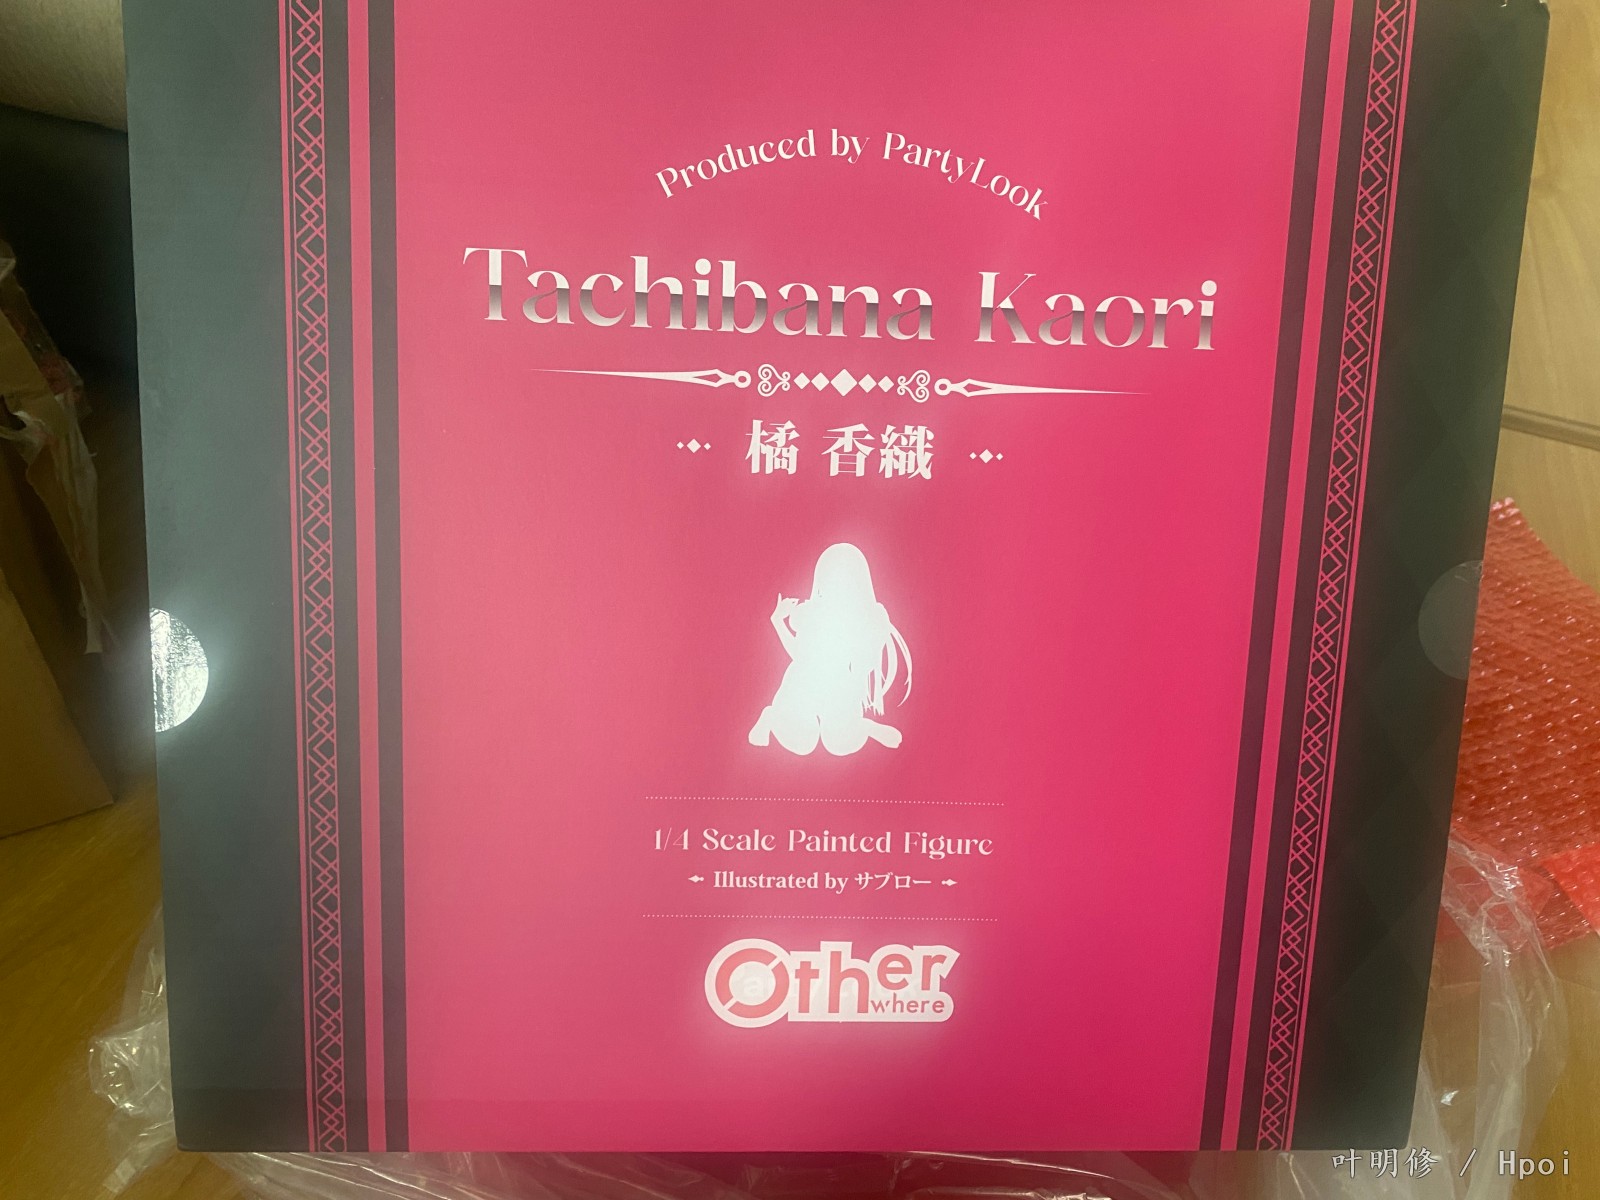 Produced by PartyLook
Tachibana Kaori
橘 香織
1/4 Scale Painted Figure
Illustrated by サブロー
Other
where
叶明修 / Hpoi